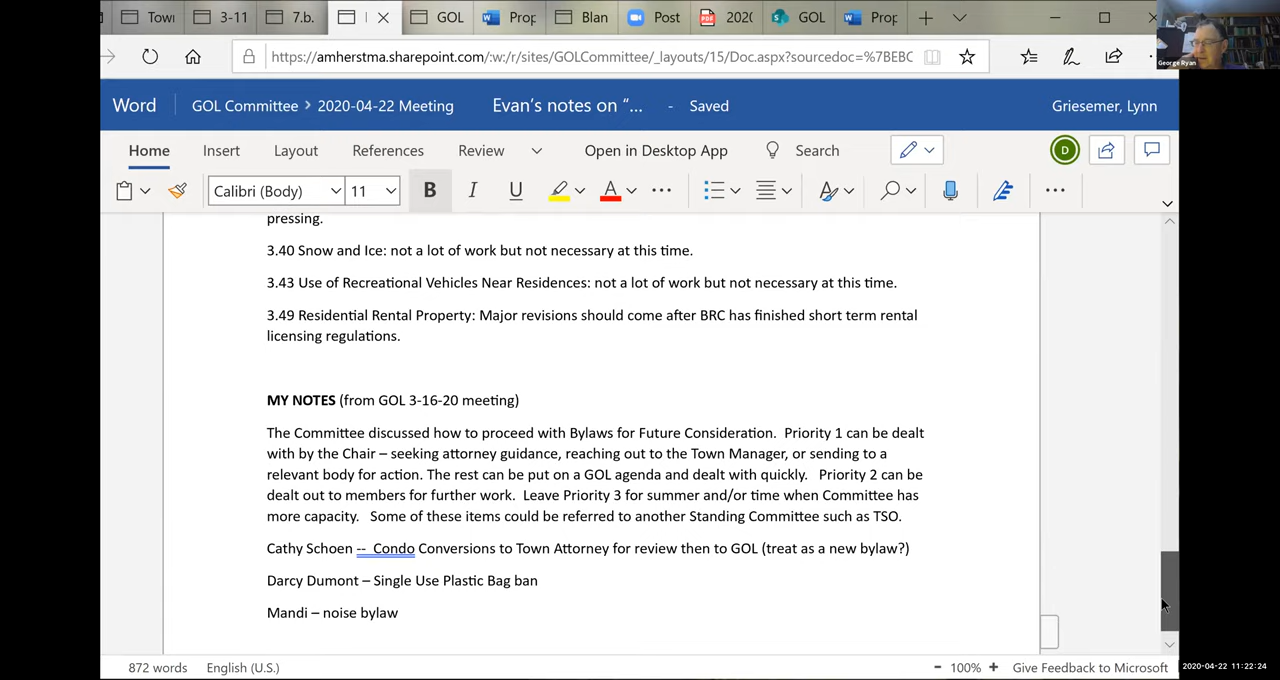 Towr
3-11
7.b.
GOL
Prop
Blan
Post
2020
GOL
Prop
https://amherstma.sharepoint.com/:w:/r/sites/GOLCommittee/_layouts/15/Doc.aspx?sourcedoc=%7BEBC
George Ryan
Word
GOL Committee > 2020-04-22 Meeting
Evan's notes on "... - Saved
Griesemer, Lynn
Home Insert Layout References Review Open in Desktop App Search
D
Calibri (Body) 11 B I U A
pressing.
3.40 Snow and Ice: not a lot of work but not necessary at this time.
3.43 Use of Recreational Vehicles Near Residences: not a lot of work but not necessary at this time.
3.49 Residential Rental Property: Major revisions should come after BRC has finished short term rental
licensing regulations.
MY NOTES (from GOL 3-16-20 meeting)
The Committee discussed how to proceed with Bylaws for Future Consideration.  Priority 1 can be dealt
with by the Chair – seeking attorney guidance, reaching out to the Town Manager, or sending to a
relevant body for action. The rest can be put on a GOL agenda and dealt with quickly.   Priority 2 can be
dealt out to members for further work.  Leave Priority 3 for summer and/or time when Committee has
more capacity.   Some of these items could be referred to another Standing Committee such as TSO.
Cathy Schoen --  Condo Conversions to Town Attorney for review then to GOL (treat as a new bylaw?)
Darcy Dumont – Single Use Plastic Bag ban
Mandi – noise bylaw
872 words English (U.S.)
- 100% + Give Feedback to Microsoft
2020-04-22 11:22:24